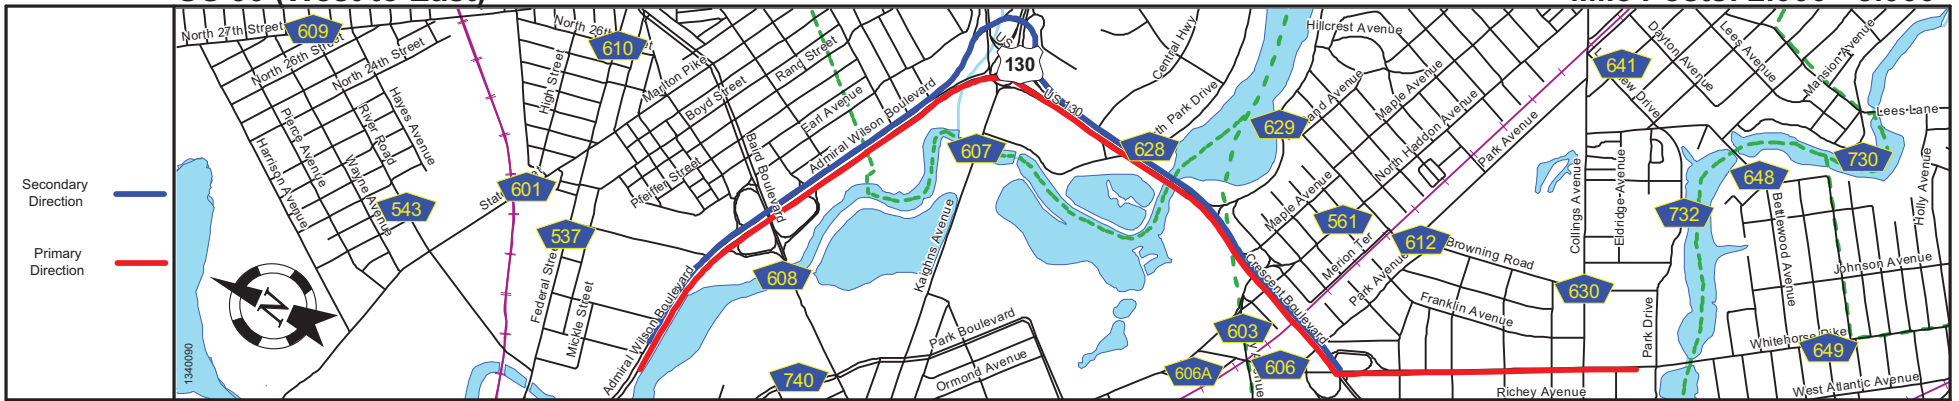 Secondary
Direction
Primary
Direction
1340090
N
North 27th Street
609
North 26th Street
North 24th Street
Hayes Avenue
River Road
Pierce Avenue
Harrison Avenue
Wayne Avenue
543
601
537
High Street
610
Marlton Pike
Boyd Street
Rand Street
Earl Avenue
Pfeiffer Street
Baird Boulevard
Admiral Wilson Boulevard
Federal Street
Mickle Street
Admiral Wilson Boulevard
608
740
Kaighns Avenue
Park Boulevard
Ormond Avenue
607
130
US 130
Central Hwy
628
629
Hillcrest Avenue
Maple Avenue
North Haddon Avenue
Park Avenue
Maple Avenue
561
Merion Ter
Park Avenue
612
Browning Road
Franklin Avenue
Crescent Boulevard
603
606A
606
630
Richey Avenue
Collings Avenue
Eldridge Avenue
Park Drive
641
Dayton Avenue
Lees Avenue
Mansion Avenue
Lees Lane
730
648
732
Bettlewood Avenue
Holly Avenue
Johnson Avenue
Whitehorse Pike
649
West Atlantic Avenue